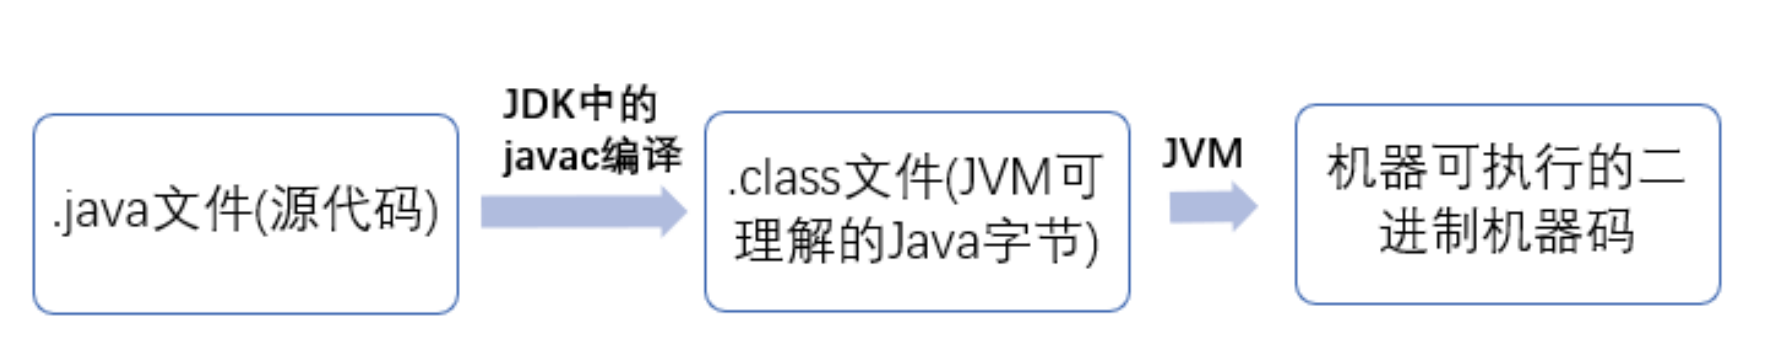 .java文件(源代码)
JDK中的
javac编译
.class文件(JVM可
理解的Java字节)
JVM
机器可执行的二
进制机器码